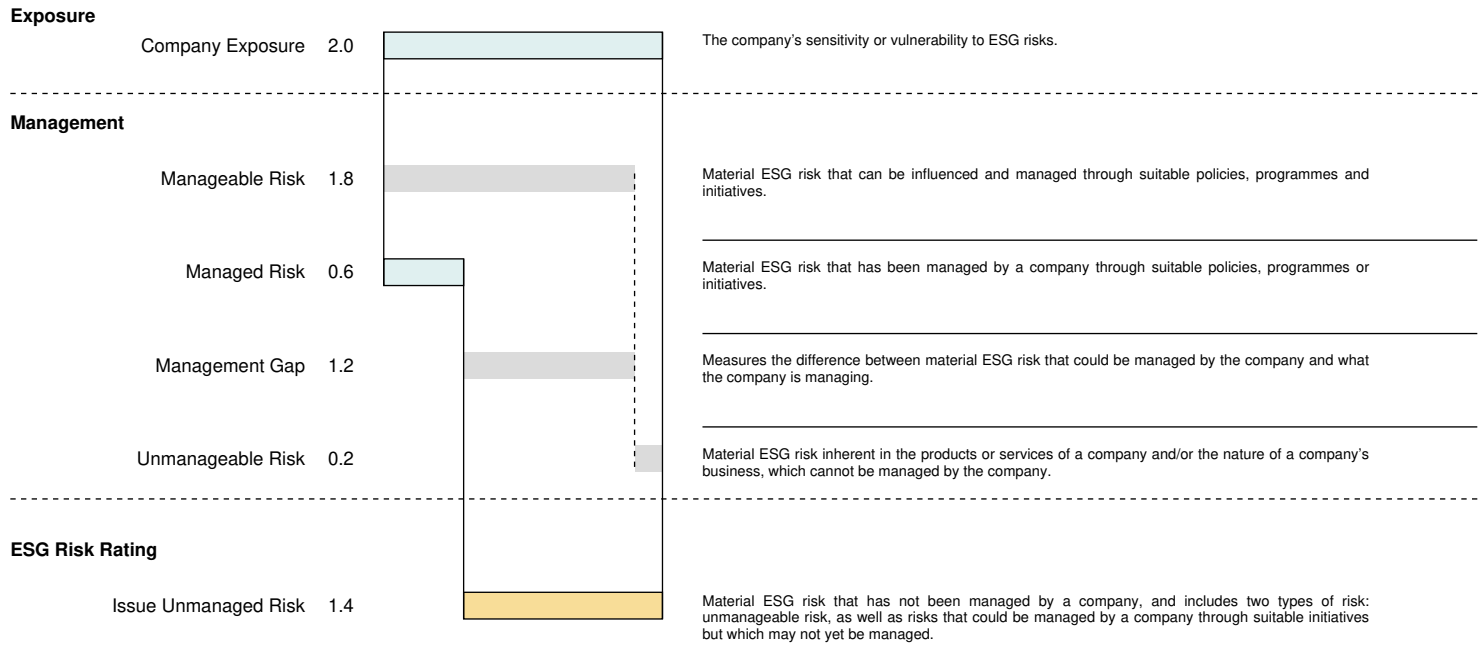 Exposure
Company Exposure 2.0
The company's sensitivity or vulnerability to ESG risks.
Management
Manageable Risk 1.8
Material ESG risk that can be influenced and managed through suitable policies, programmes and
initiatives.
Managed Risk 0.6
Material ESG risk that has been managed by a company through suitable policies, programmes or
initiatives.
Management Gap 1.2
Measures the difference between material ESG risk that could be managed by the company and what
the company is managing.
Unmanageable Risk 0.2
Material ESG risk inherent in the products or services of a company and/or the nature of a company's
business, which cannot be managed by the company.
ESG Risk Rating
Issue Unmanaged Risk 1.4
Material ESG risk that has not been managed by a company, and includes two types of risk:
unmanageable risk, as well as risks that could be managed by a company through suitable initiatives
but which may not yet be managed.